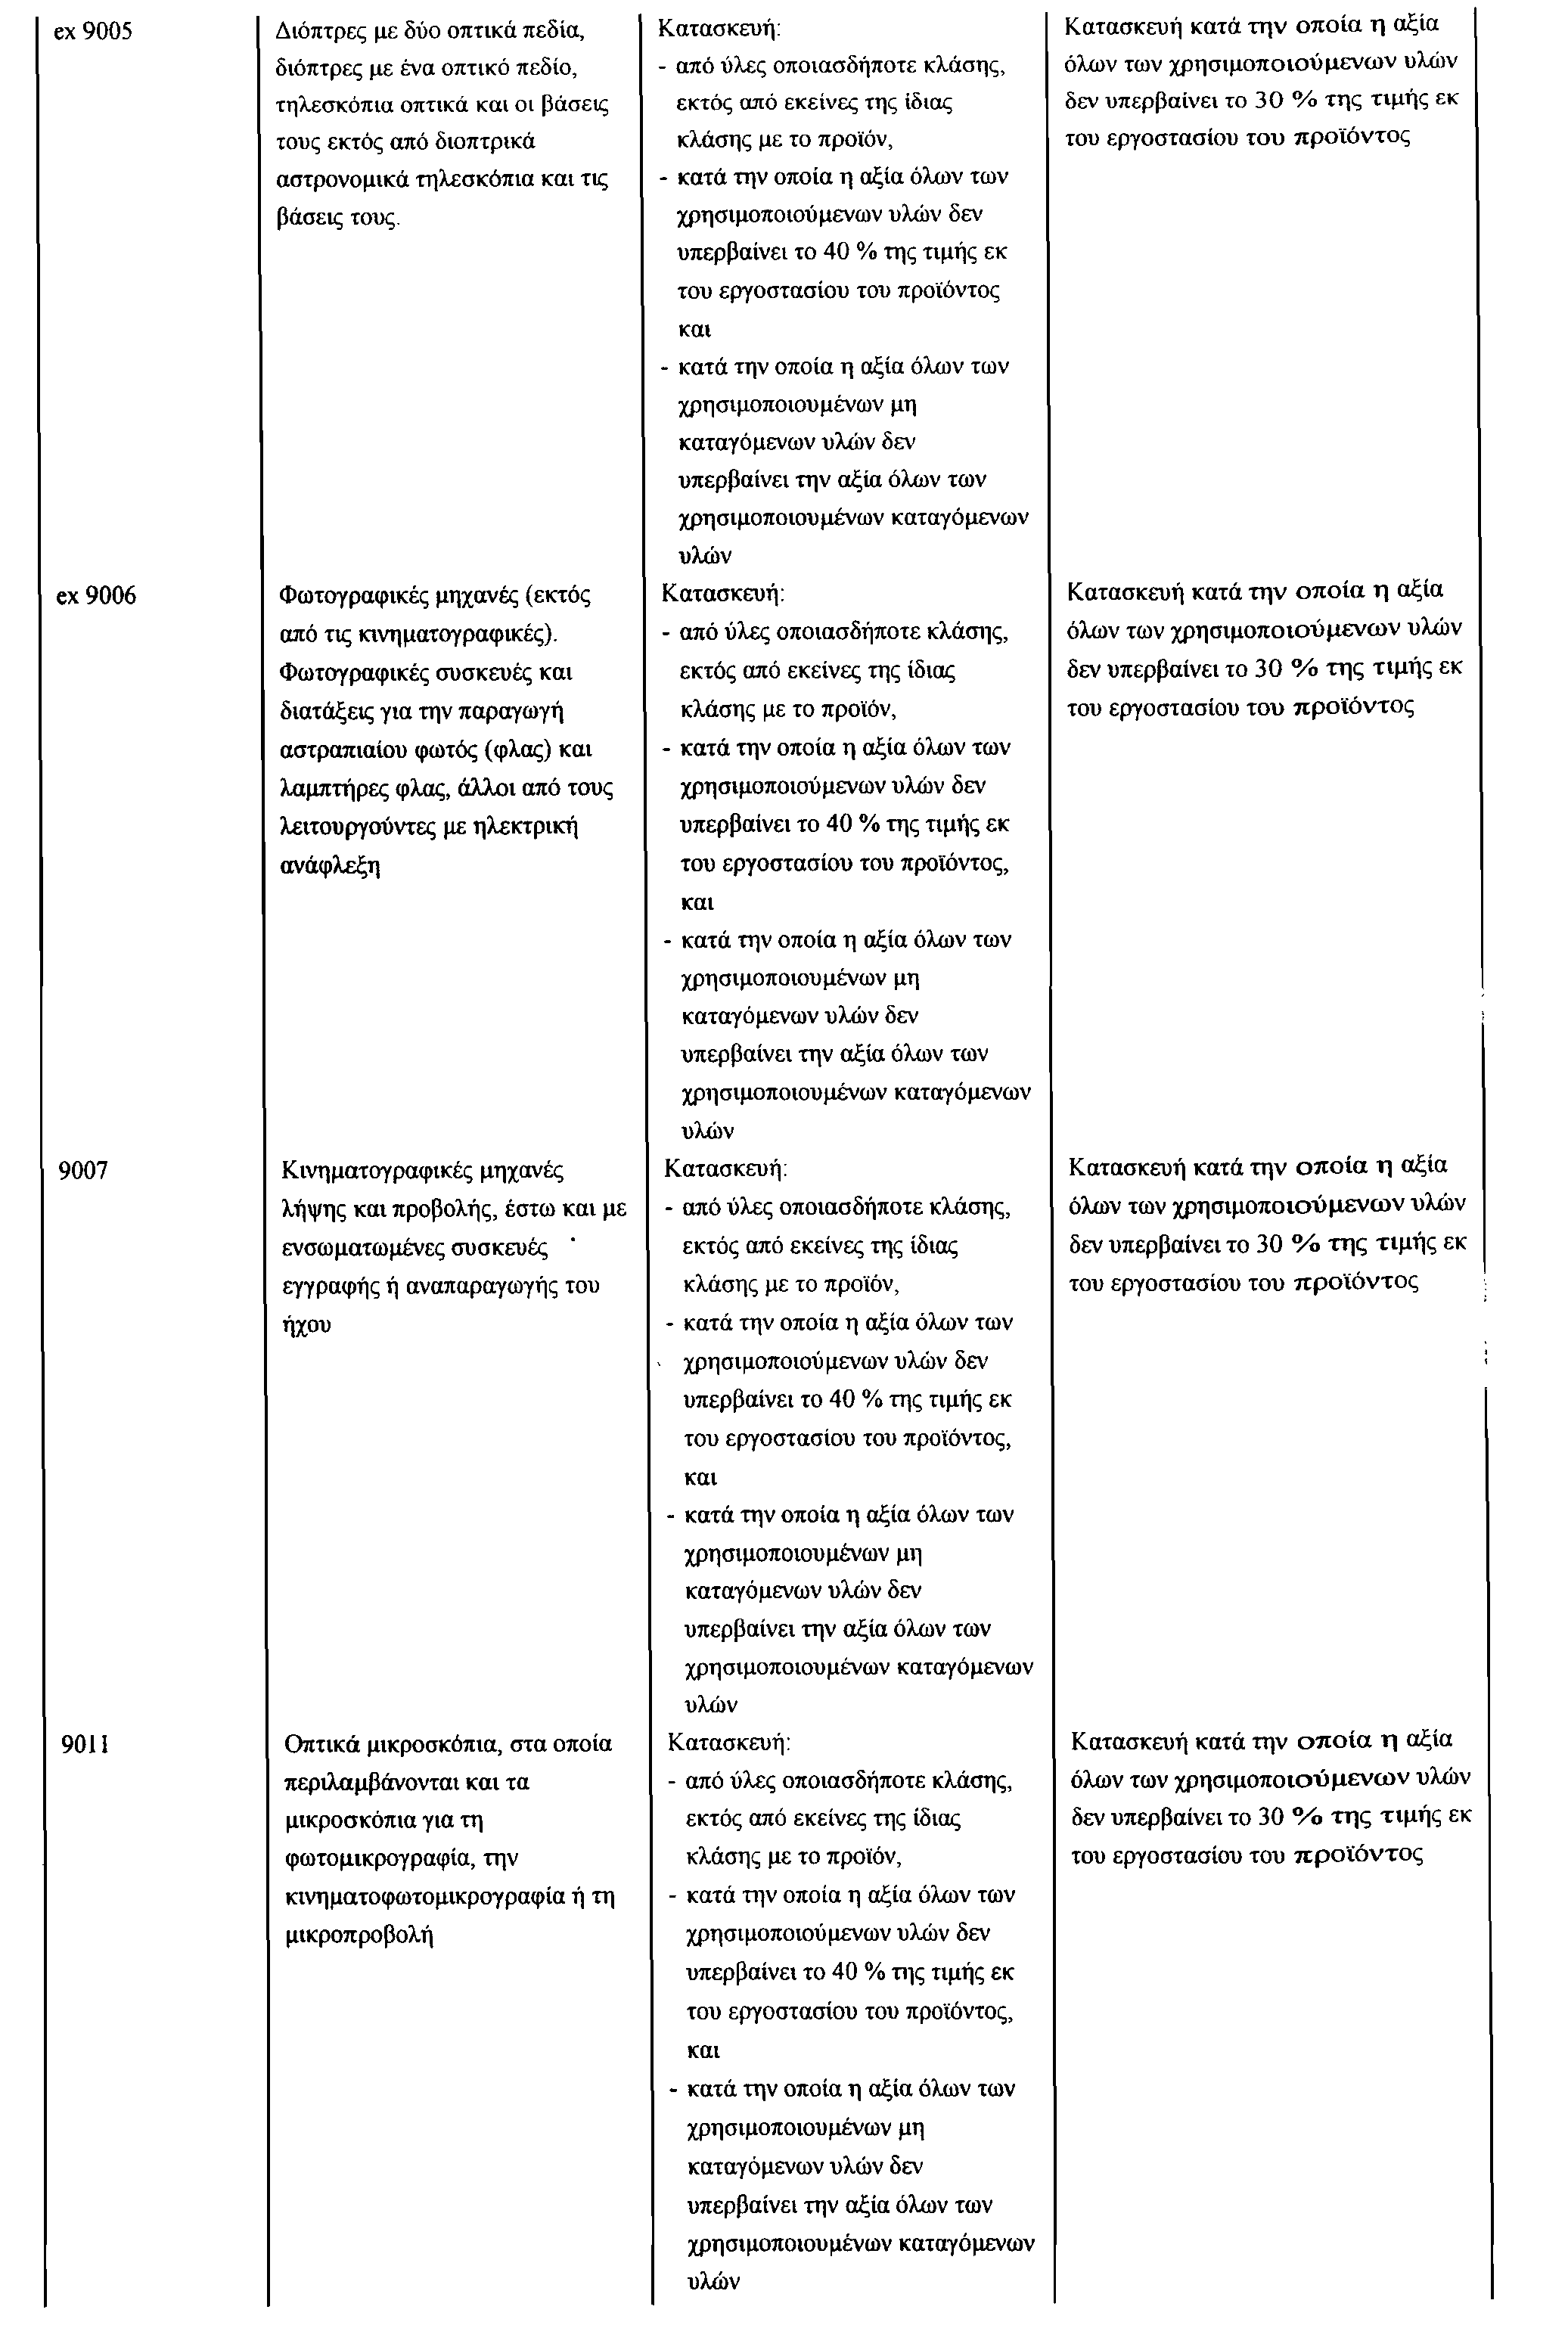 ex 9005
Διόπτρες με δύο οπτικά πεδία,
διόπτρες με ένα οπτικό πεδίο,
τηλεσκόπια οπτικά και οι βάσεις
τους εκτός από διοπτρικά
αστρονομικά τηλεσκόπια και τις
βάσεις τους.
Κατασκευή:
- από ύλες οποιασδήποτε κλάσης,
εκτός από εκείνες της ίδιας
κλάσης με το προϊόν,
- κατά την οποία η αξία όλων των
χρησιμοποιούμενων υλών δεν
υπερβαίνει το 40 % της τιμής εκ
του εργοστασίου του προϊόντος
και
- κατά την οποία η αξία όλων των
χρησιμοποιουμένων μη
καταγόμενων υλών δεν
υπερβαίνει την αξία όλων των
χρησιμοποιουμένων καταγόμενων
υλών
Κατασκευή κατά την οποία η αξία
όλων των χρησιμοποιούμενων υλών
δεν υπερβαίνει το 30 % της τιμής εκ
του εργοστασίου του προϊόντος
ex 9006
Φωτογραφικές μηχανές (εκτός
από τις κινηματογραφικές).
Φωτογραφικές συσκευές και
διατάξεις για την παραγωγή
αστραπιαίου φωτός (φλας) και
λαμπτήρες φλας, άλλοι από τους
λειτουργούντες με ηλεκτρική
ανάφλεξη
Κατασκευή:
- από ύλες οποιασδήποτε κλάσης,
εκτός από εκείνες της ίδιας
κλάσης με το προϊόν,
- κατά την οποία η αξία όλων των
χρησιμοποιούμενων υλών δεν
υπερβαίνει το 40 % της τιμής εκ
του εργοστασίου του προϊόντος,
και
- κατά την οποία η αξία όλων των
χρησιμοποιουμένων μη
καταγόμενων υλών δεν
υπερβαίνει την αξία όλων των
χρησιμοποιουμένων καταγόμενων
υλών
Κατασκευή κατά την οποία η αξία
όλων των χρησιμοποιούμενων υλών
δεν υπερβαίνει το 30 % της τιμής εκ
του εργοστασίου του προϊόντος
9007
Κινηματογραφικές μηχανές
λήψης και προβολής, έστω και με
ενσωματωμένες συσκευές
εγγραφής ή αναπαραγωγής του
ήχου
Κατασκευή:
- από ύλες οποιασδήποτε κλάσης,
εκτός από εκείνες της ίδιας
κλάσης με το προϊόν,
- κατά την οποία η αξία όλων των
χρησιμοποιούμενων υλών δεν
υπερβαίνει το 40 % της τιμής εκ
του εργοστασίου του προϊόντος,
και
- κατά την οποία η αξία όλων των
χρησιμοποιουμένων μη
καταγόμενων υλών δεν
υπερβαίνει την αξία όλων των
χρησιμοποιουμένων καταγόμενων
υλών
Κατασκευή κατά την οποία η αξία
όλων των χρησιμοποιούμενων υλών
δεν υπερβαίνει το 30 % της τιμής εκ
του εργοστασίου του προϊόντος
9011
Οπτικά μικροσκόπια, στα οποία
περιλαμβάνονται και τα
μικροσκόπια για τη
φωτομικρογραφία, την
κινηματοφωτομικρογραφία ή τη
μικροπροβολή
Κατασκευή:
- από ύλες οποιασδήποτε κλάσης,
εκτός από εκείνες της ίδιας
κλάσης με το προϊόν,
- κατά την οποία η αξία όλων των
χρησιμοποιούμενων υλών δεν
υπερβαίνει το 40 % της τιμής εκ
του εργοστασίου του προϊόντος,
και
- κατά την οποία η αξία όλων των
χρησιμοποιουμένων μη
καταγόμενων υλών δεν
υπερβαίνει την αξία όλων των
χρησιμοποιουμένων καταγόμενων
υλών
Κατασκευή κατά την οποία η αξία
όλων των χρησιμοποιούμενων υλών
δεν υπερβαίνει το 30 % της τιμής εκ
του εργοστασίου του προϊόντος